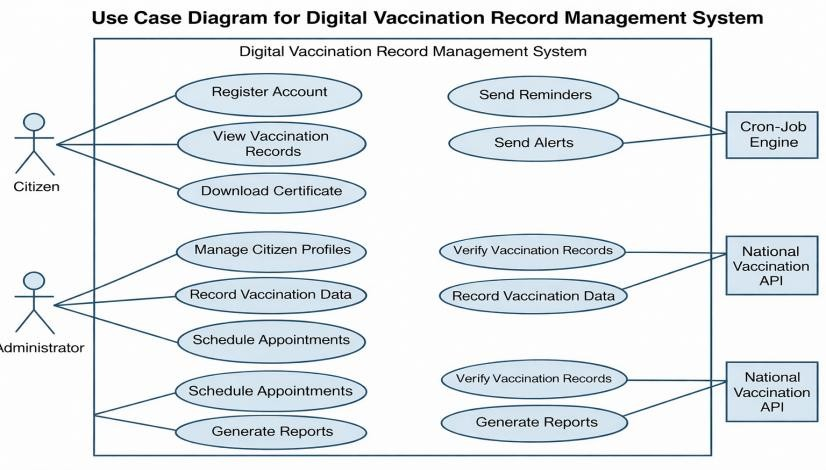 Use Case Diagram for Digital Vaccination Record Management System
Digital Vaccination Record Management System
Register Account
View Vaccination
Records
Download Certificate
Citizen
Manage Citizen Profiles
Record Vaccination Data
Schedule Appointments
Administrator
Schedule Appointments
Generate Reports
Send Reminders
Send Alerts
Cron-Job
Engine
Verify Vaccination Records
Record Vaccination Data
National
Vaccination
API
Verify Vaccination Records
Generate Reports
National
Vaccination
API